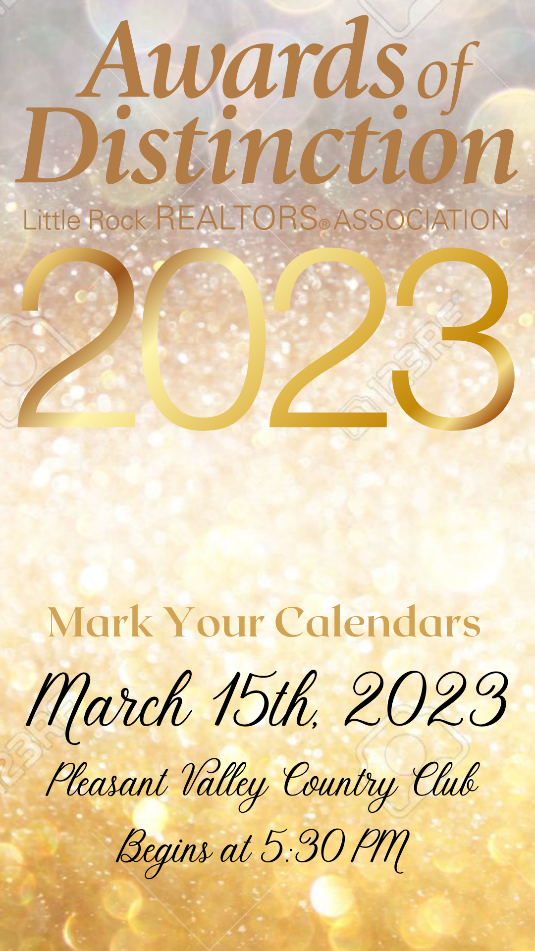 Awards of
Distinction
Little Rock REALTORS® ASSOCIATION
2023
Mark Your Calendars
March 15th, 2023
Pleasant Valley Country Club
Begins at 5:30 PM